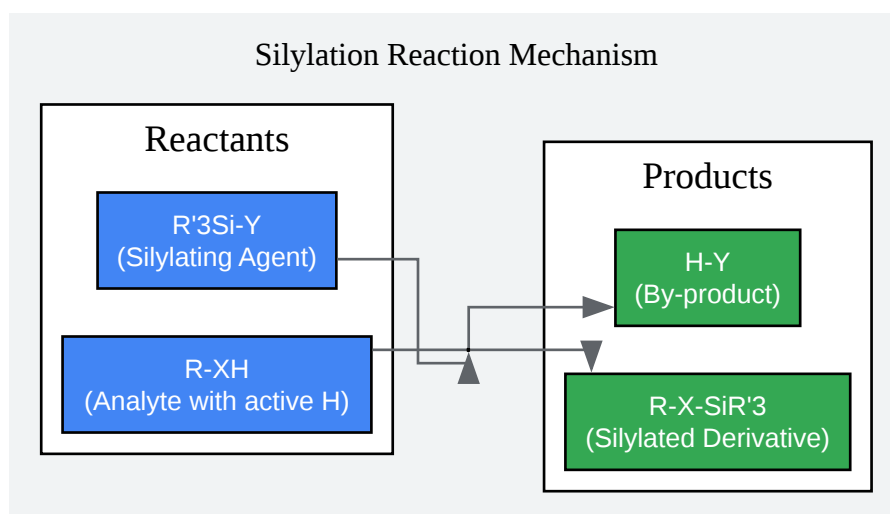 Silylation Reaction Mechanism
Reactants
R'3Si-Y
(Silylating Agent)
R-XH
(Analyte with active H)
Products
H-Y
(By-product)
R-X-SiR'3
(Silylated Derivative)